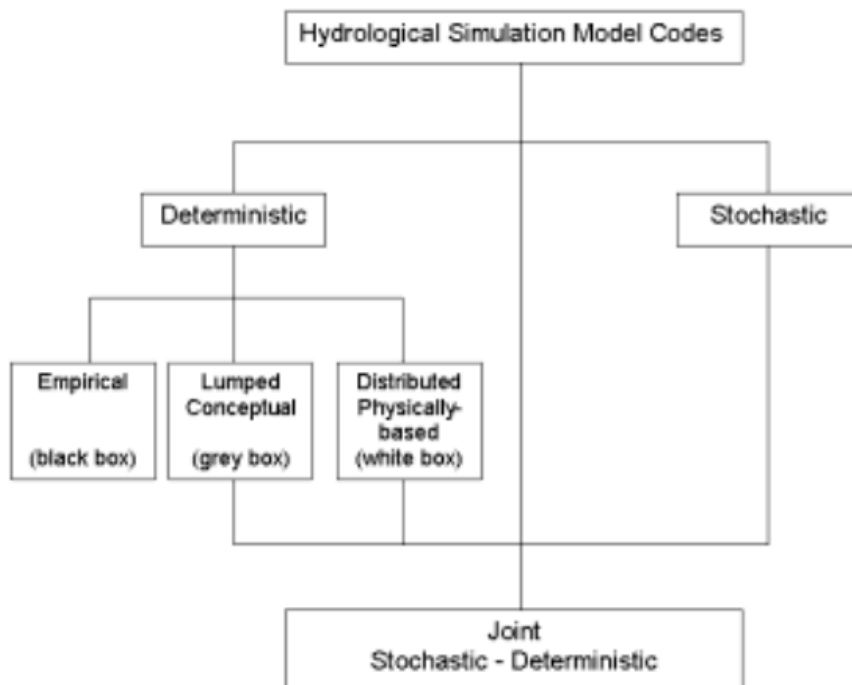 Hydrological Simulation Model Codes
Deterministic
Stochastic
Empirical
(black box)
Lumped
Conceptual
(grey box)
Distributed
Physically-
based
(white box)
Joint
Stochastic - Deterministic